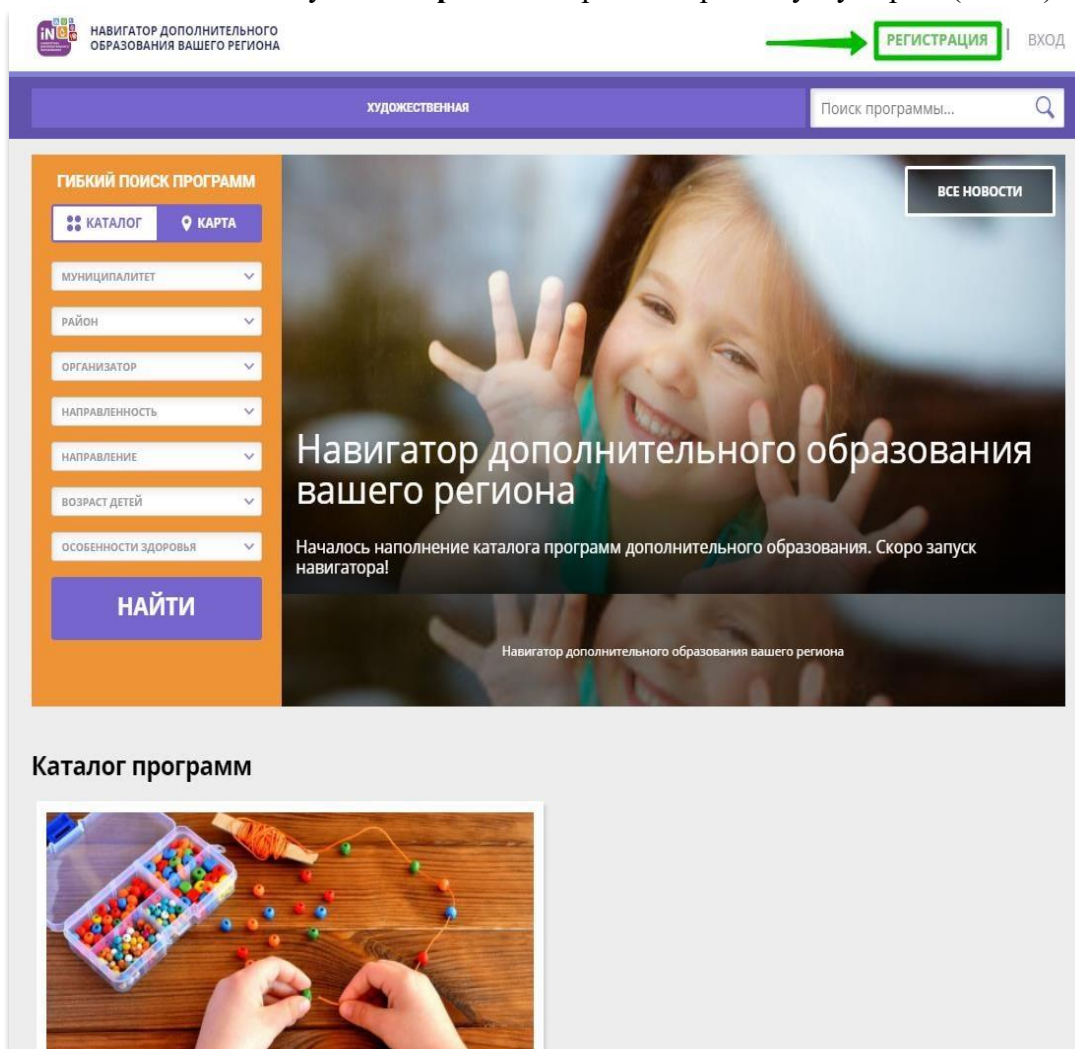 НАВИГАТОР ДОПОЛНИТЕЛЬНОГО
ОБРАЗОВАНИЯ ВАШЕГО РЕГИОНА
РЕГИСТРАЦИЯ | ВХОД
ХУДОЖЕСТВЕННАЯ
Поиск программы...
ГИБКИЙ ПОИСК ПРОГРАММ
КАТАЛОГ
КАРТА
МУНИЦИПАЛИТЕТ
РАЙОН
ОРГАНИЗАТОР
НАПРАВЛЕННОСТЬ
НАПРАВЛЕНИЕ
ВОЗРАСТ ДЕТЕЙ
ОСОБЕННОСТИ ЗДОРОВЬЯ
НАЙТИ
ВСЕ НОВОСТИ
Навигатор дополнительного образования
вашего региона
Началось наполнение каталога программ дополнительного образования. Скоро запуск
навигатора!
Навигатор дополнительного образования вашего региона
Каталог программ